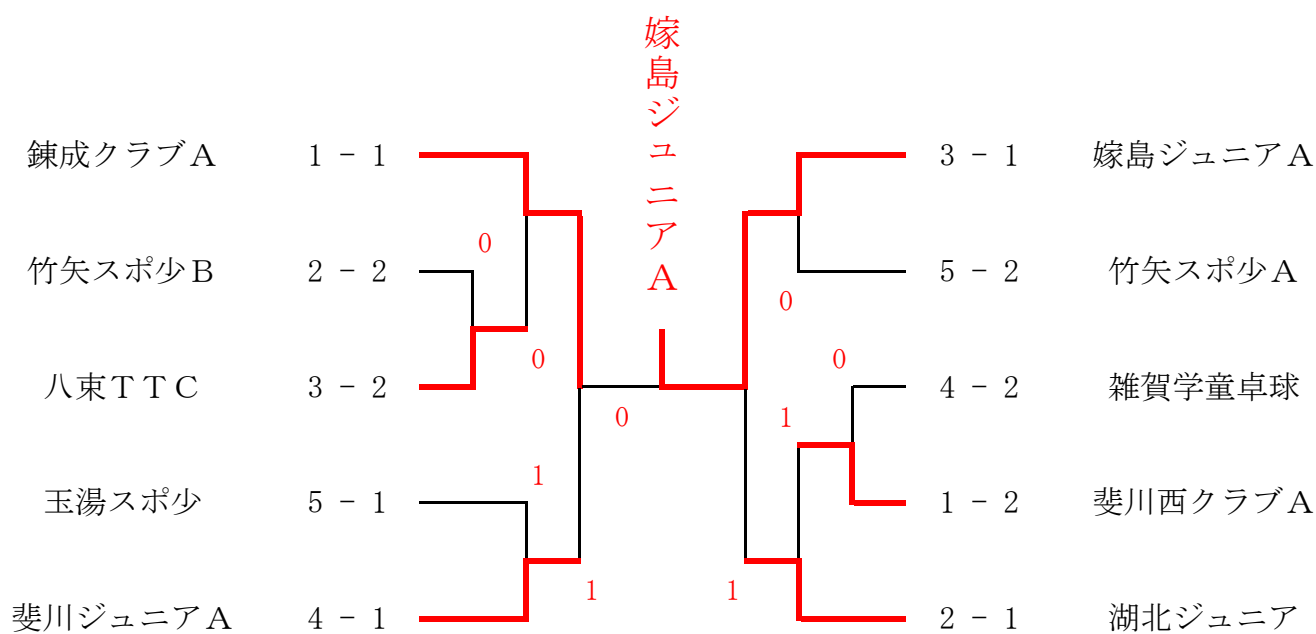 嫁島ジュニアA
錬成クラブA 1 - 1 3 - 1 嫁島ジュニアA
0
竹矢スポ少B 2 - 2 5 - 2 竹矢スポ少A
0
0 0
八束TTC 3 - 2 4 - 2 雑賀学童卓球
0 1
1
玉湯スポ少 5 - 1 1 - 2 斐川西クラブA
1 1
斐川ジュニアA 4 - 1 2 - 1 湖北ジュニア